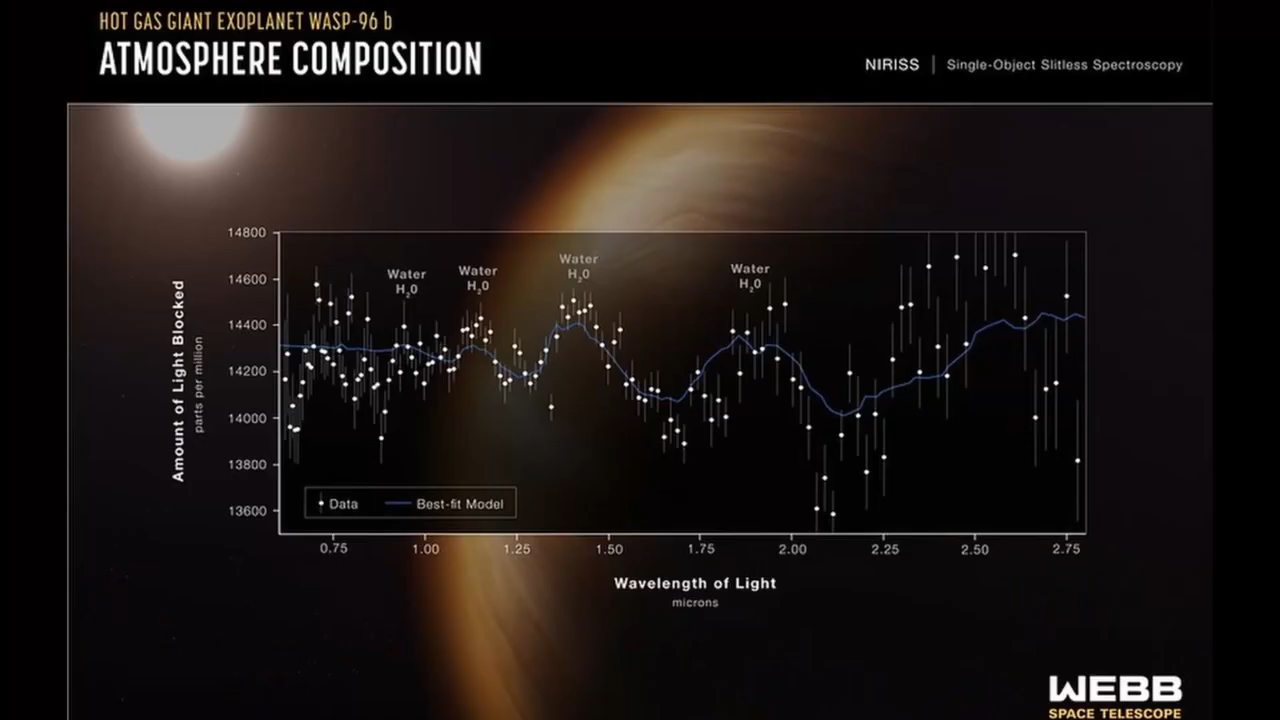 HOT GAS GIANT EXOPLANET WASP-96 b
ATMOSPHERE COMPOSITION
NIRISS | Single-Object Slitless Spectroscopy
Amount of Light Blocked
parts per million
14800
14600
14400
14200
14000
13800
13600
Water
H₂O
Water
H₂O
Water
H₂O
Water
H₂O
Data
Best-fit Model
0.75 1.00 1.25 1.50 1.75 2.00 2.25 2.50 2.75
Wavelength of Light
microns
WEBB
SPACE TELESCOPE